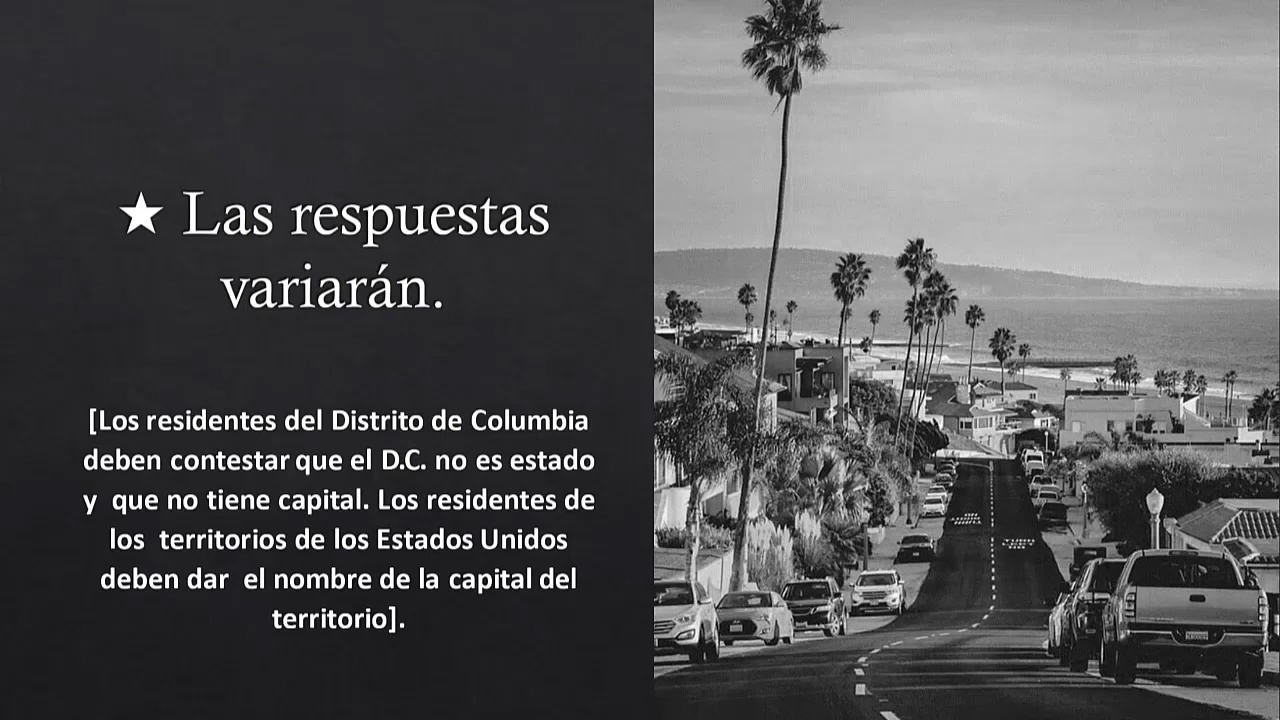 ★ Las respuestas
variarán.
[Los residentes del Distrito de Columbia
deben contestar que el D.C. no es estado
y que no tiene capital. Los residentes de
los territorios de los Estados Unidos
deben dar el nombre de la capital del
territorio].